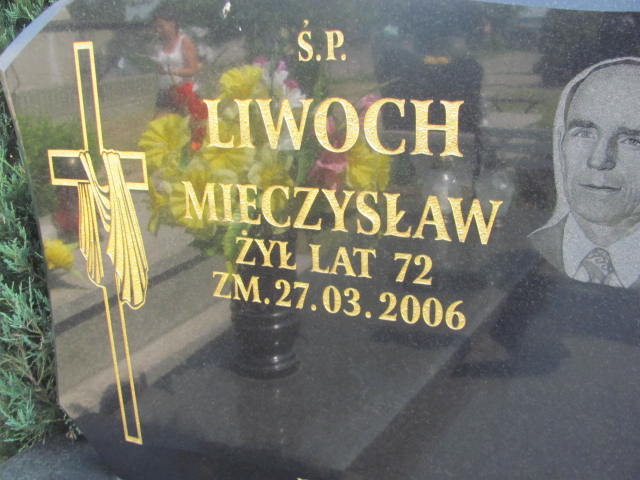 Ś.P.
LIWOCH
MIECZYSŁAW
ŻYŁ LAT 72
ZM. 27.03.2006